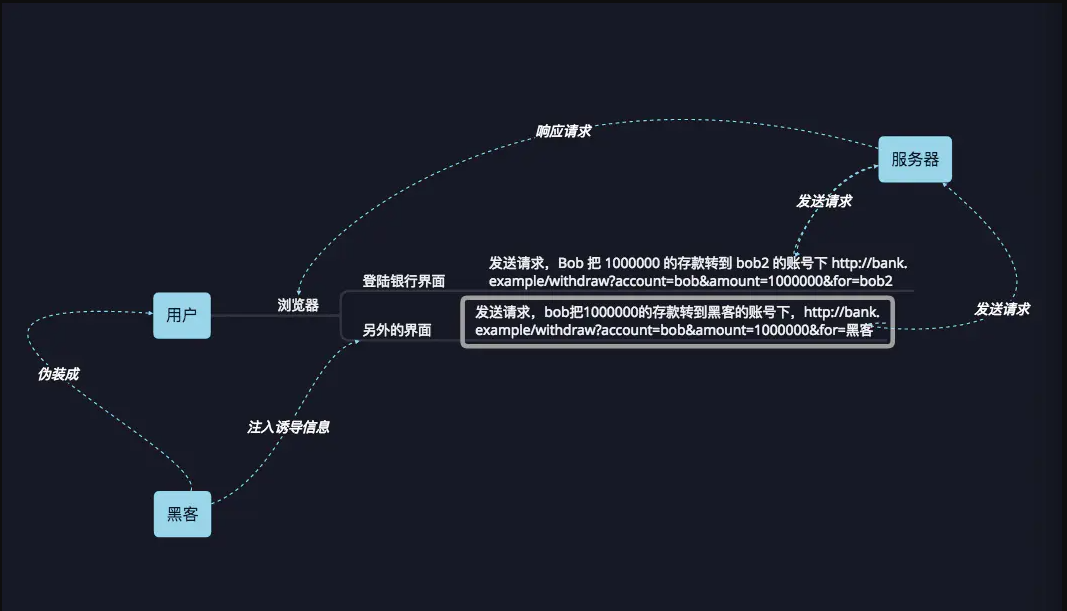 响应请求
服务器
发送请求
发送请求，Bob 把 1000000 的存款转到 bob2 的账号下 http://bank.
example/withdraw?account=bob&amount=1000000&for=bob2
登陆银行界面
浏览器
用户
发送请求，bob把1000000的存款转到黑客的账号下，http://bank.
example/withdraw?account=bob&amount=1000000&for=黑客
另外的界面
发送请求
伪装成
注入诱导信息
黑客